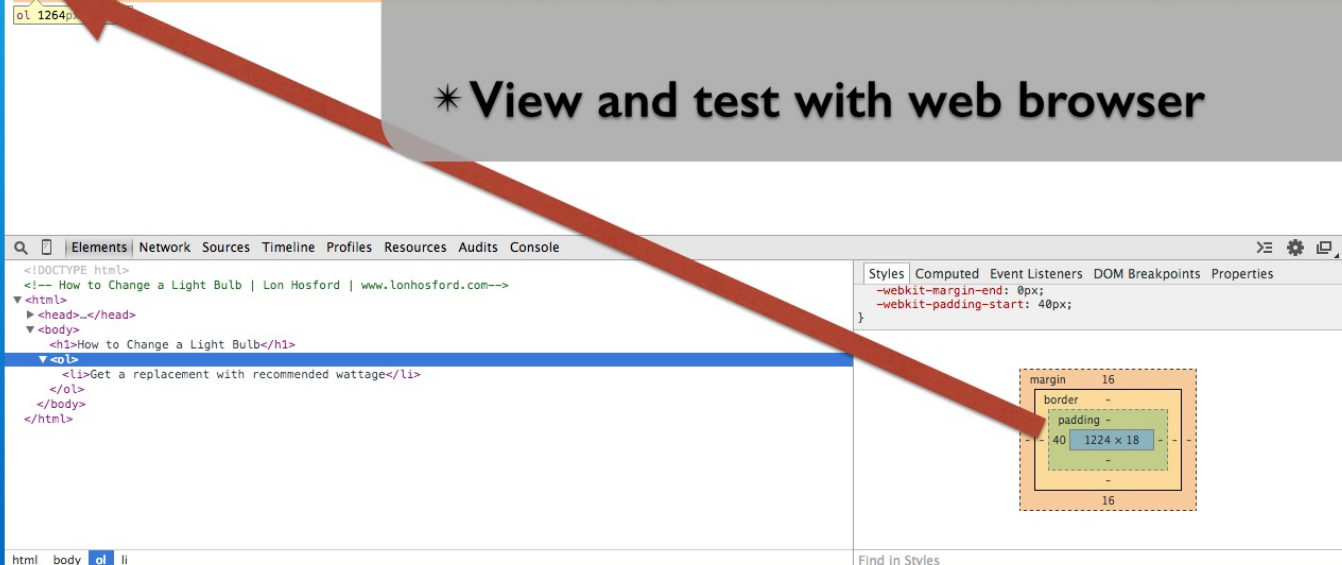 ol 1264p
✴ View and test with web browser
Elements Network Sources Timeline Profiles Resources Audits Console
<!DOCTYPE html>
<!-- How to Change a Light Bulb | Lon Hosford | www.lonhosford.com-->
▼<html>
▶<head>…</head>
▼<body>
<h1>How to Change a Light Bulb</h1>
▼<ol>
<li>Get a replacement with recommended wattage</li>
</ol>
</body>
</html>
html body ol li
Styles Computed Event Listeners DOM Breakpoints Properties
-webkit-margin-end: 0px;
-webkit-padding-start: 40px;
}
margin 16
border -
padding -
- - 40 1224 × 18 - - -
-
-
16
Find in Styles